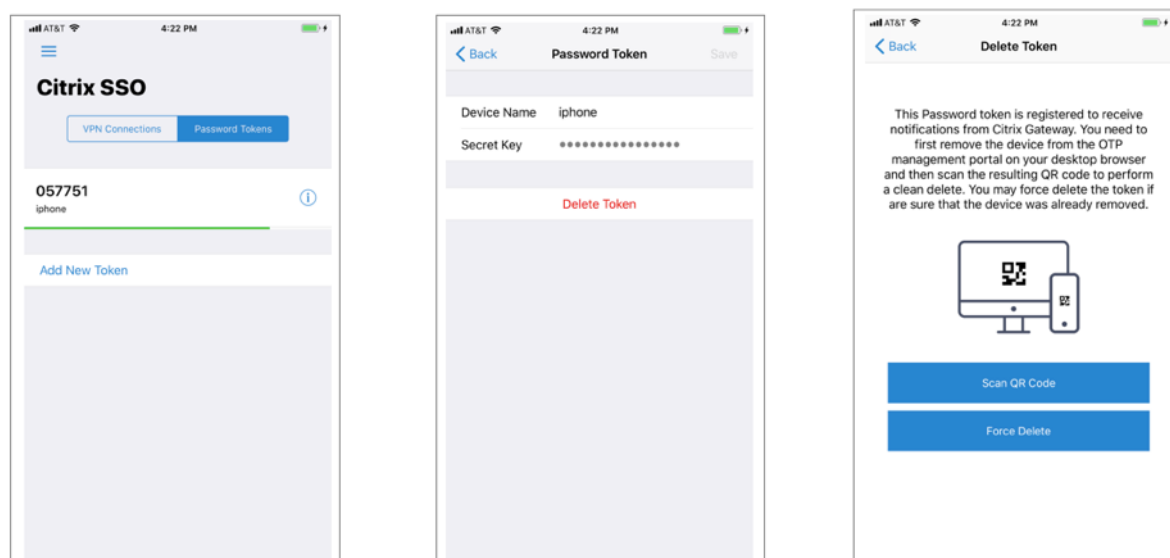 AT&T 4:22 PM
Citrix SSO
VPN Connections Password Tokens
057751
iphone
Add New Token
AT&T 4:22 PM
Back Password Token Save
Device Name iphone
Secret Key ••••••••••••••••
Delete Token
AT&T 4:22 PM
Back Delete Token
This Password token is registered to receive
notifications from Citrix Gateway. You need to
first remove the device from the OTP
management portal on your desktop browser
and then scan the resulting QR code to perform
a clean delete. You may force delete the token if
are sure that the device was already removed.
Scan QR Code
Force Delete